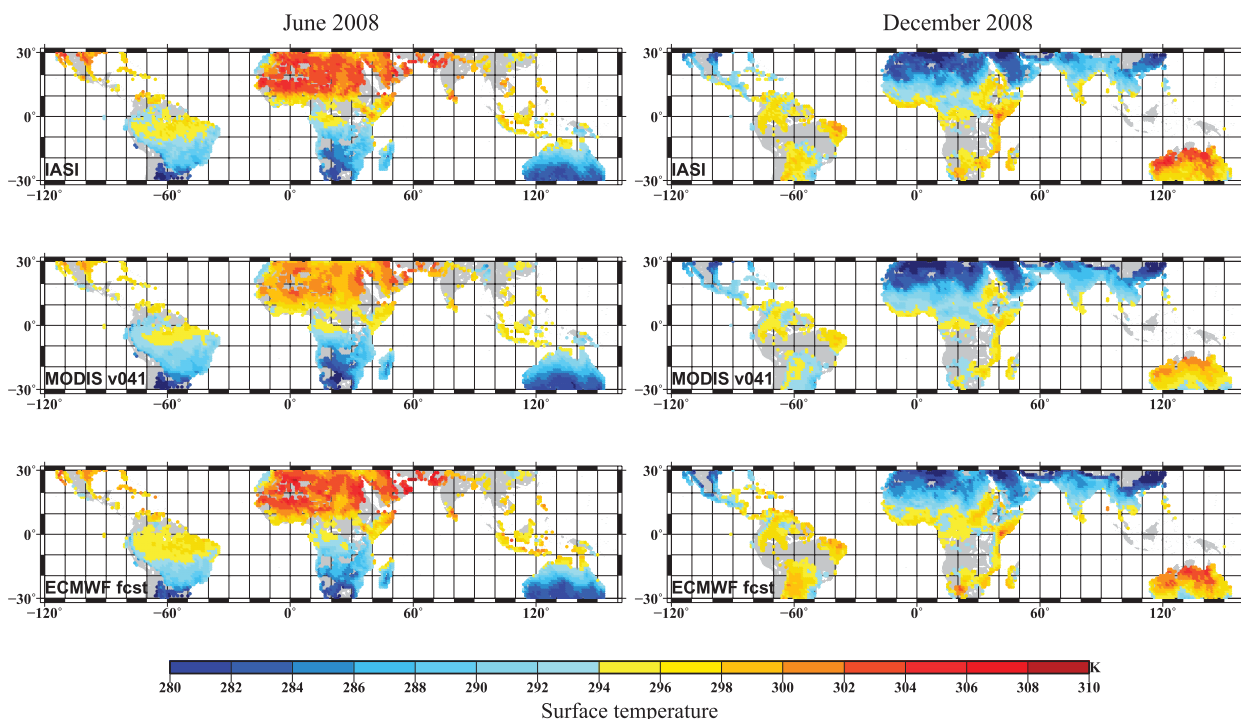 June 2008 December 2008
30° 30°
0° 0°
IASI IASI
−30° −30°
−120 −60° 0° 60° 120° −120 −60° 0° 60° 120°
30° 30°
0° 0°
MODIS v041 MODIS v041
−30° −30°
−120 −60° 0° 60° 120° −120 −60° 0° 60° 120°
30° 30°
0° 0°
ECMWF fcst ECMWF fcst
−30° −30°
−120° −60° 0° 60° 120° −120° −60° 0° 60° 120°
K
280 282 284 286 288 290 292 294 296 298 300 302 304 306 308 310
Surface temperature